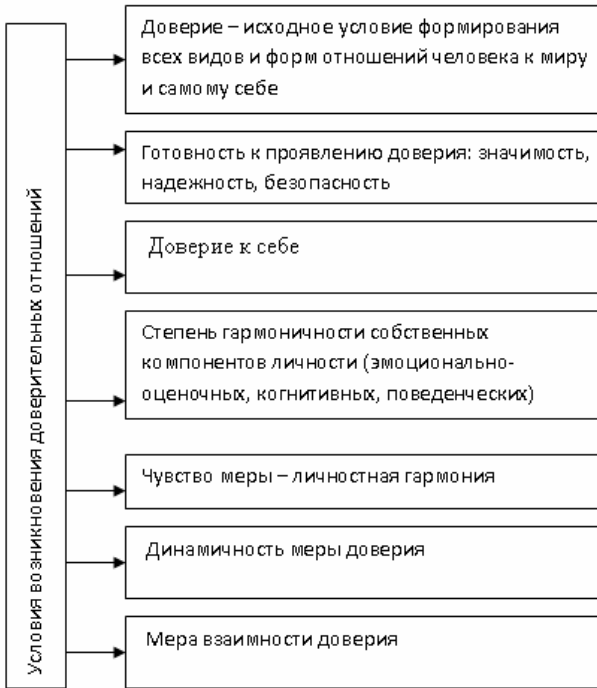 Условия возникновения доверительных отношений
Доверие – исходное условие формирования
всех видов и форм отношений человека к миру
и самому себе
Готовность к проявлению доверия: значимость,
надежность, безопасность
Доверие к себе
Степень гармоничности собственных
компонентов личности (эмоционально-
оценочных, когнитивных, поведенческих)
Чувство меры – личностная гармония
Динамичность меры доверия
Мера взаимности доверия